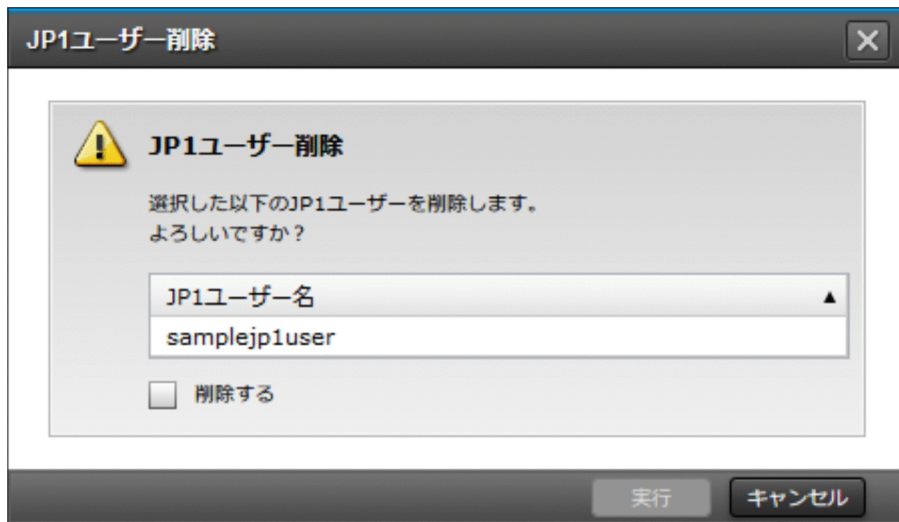 JP1ユーザー削除
JP1ユーザー削除
選択した以下のJP1ユーザーを削除します。
よろしいですか？
JP1ユーザー名
samplejp1user
削除する
実行 キャンセル